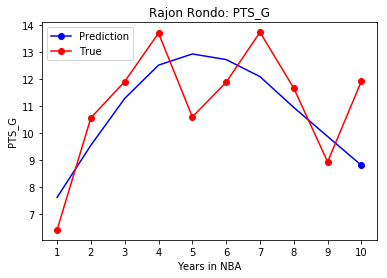 Rajon Rondo: PTS_G
Prediction
True
PTS_G
14
13
12
11
10
9
8
7
1 2 3 4 5 6 7 8 9 10
Years in NBA